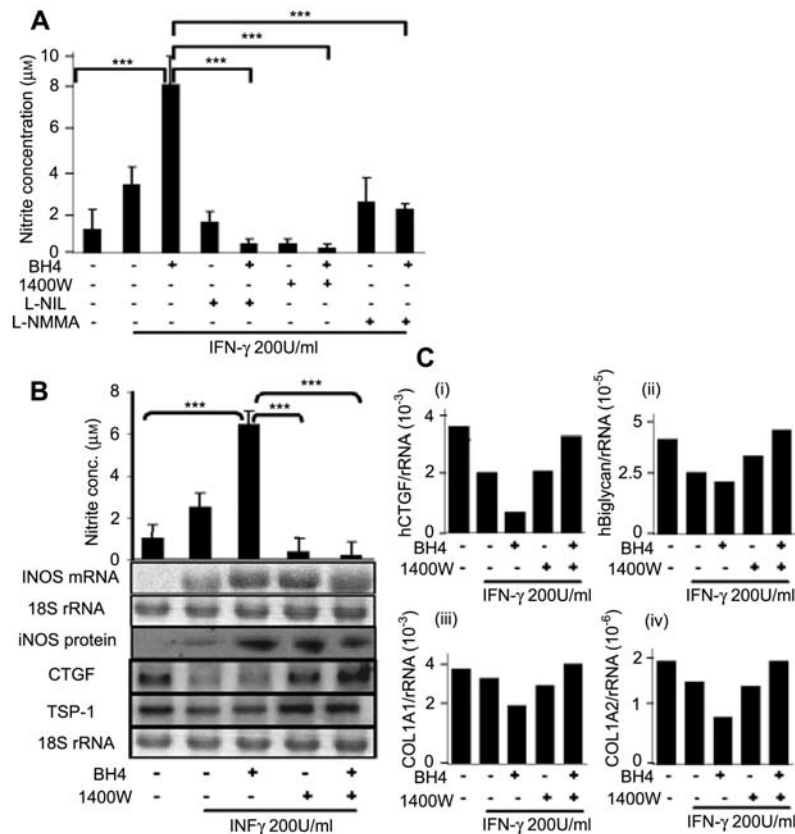 A
***
***
***
***
Nitrite concentration (µM)
10
8
4
2
0
BH4 - - + - + - + - +
1400W - - - - - + + - -
L-NIL - - - + + - - - -
L-NMMA - - - - - - - + +
IFN-γ 200U/ml
B
***
***
***
Nitrite conc. (µM)
8
6
4
2
0
INOS mRNA
18S rRNA
iNOS protein
CTGF
TSP-1
18S rRNA
BH4 - - + - +
1400W - - - + +
INFγ 200U/ml
C
(i)
hCTGF/rRNA (10-3)
4
2
0
BH4 - - + - +
1400W - - - + +
IFN-γ 200U/ml
(ii)
hBiglycan/rRNA (10-5)
5
2.5
0
- - + - +
- - - + +
IFN-γ 200U/ml
(iii)
COL1A1/rRNA (10-3)
4
2
0
BH4 - - + - +
1400W - - - + +
IFN-γ 200U/ml
(iv)
COL1A2/rRNA (10-6)
2
1
0
BH4 - - + - +
1400W - - - + +
IFN-γ 200U/ml